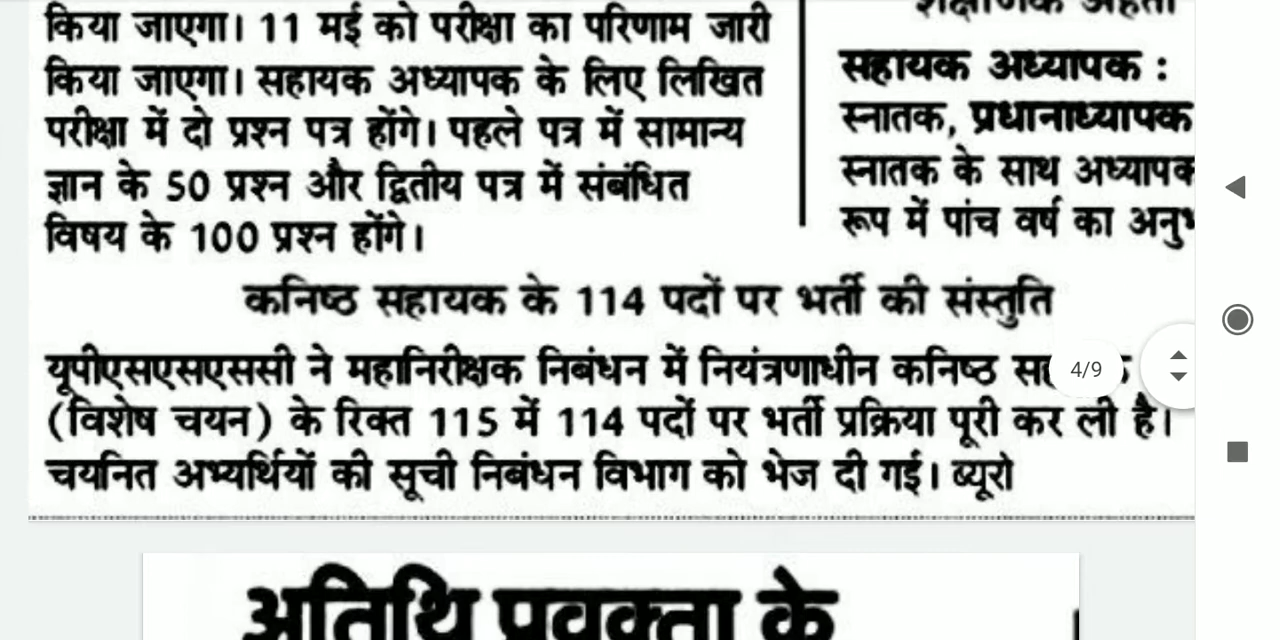 किया जाएगा। 11 मई को परीक्षा का परिणाम जारी
किया जाएगा। सहायक अध्यापक के लिए लिखित
परीक्षा में दो प्रश्न पत्र होंगे। पहले पत्र में सामान्य
ज्ञान के 50 प्रश्न और द्वितीय पत्र में संबंधित
विषय के 100 प्रश्न होंगे।
सहायक अध्यापक :
स्नातक, प्रधानाध्यापक
स्नातक के साथ अध्यापक
रूप में पांच वर्ष का
कनिष्ठ सहायक के 114 पदों पर भर्ती की संस्तुति
यूपीएसएसएससी ने महानिरीक्षक निबंधन में नियंत्रणाधीन कनिष्ठ
(विशेष चयन) के रिक्त 115 में 114 पदों पर भर्ती प्रक्रिया पूरी कर ली है।
चयनित अभ्यर्थियों की सूची निबंधन विभाग को भेज दी गई। ब्यूरो
4/9
अतिथि प्रवक्ता के